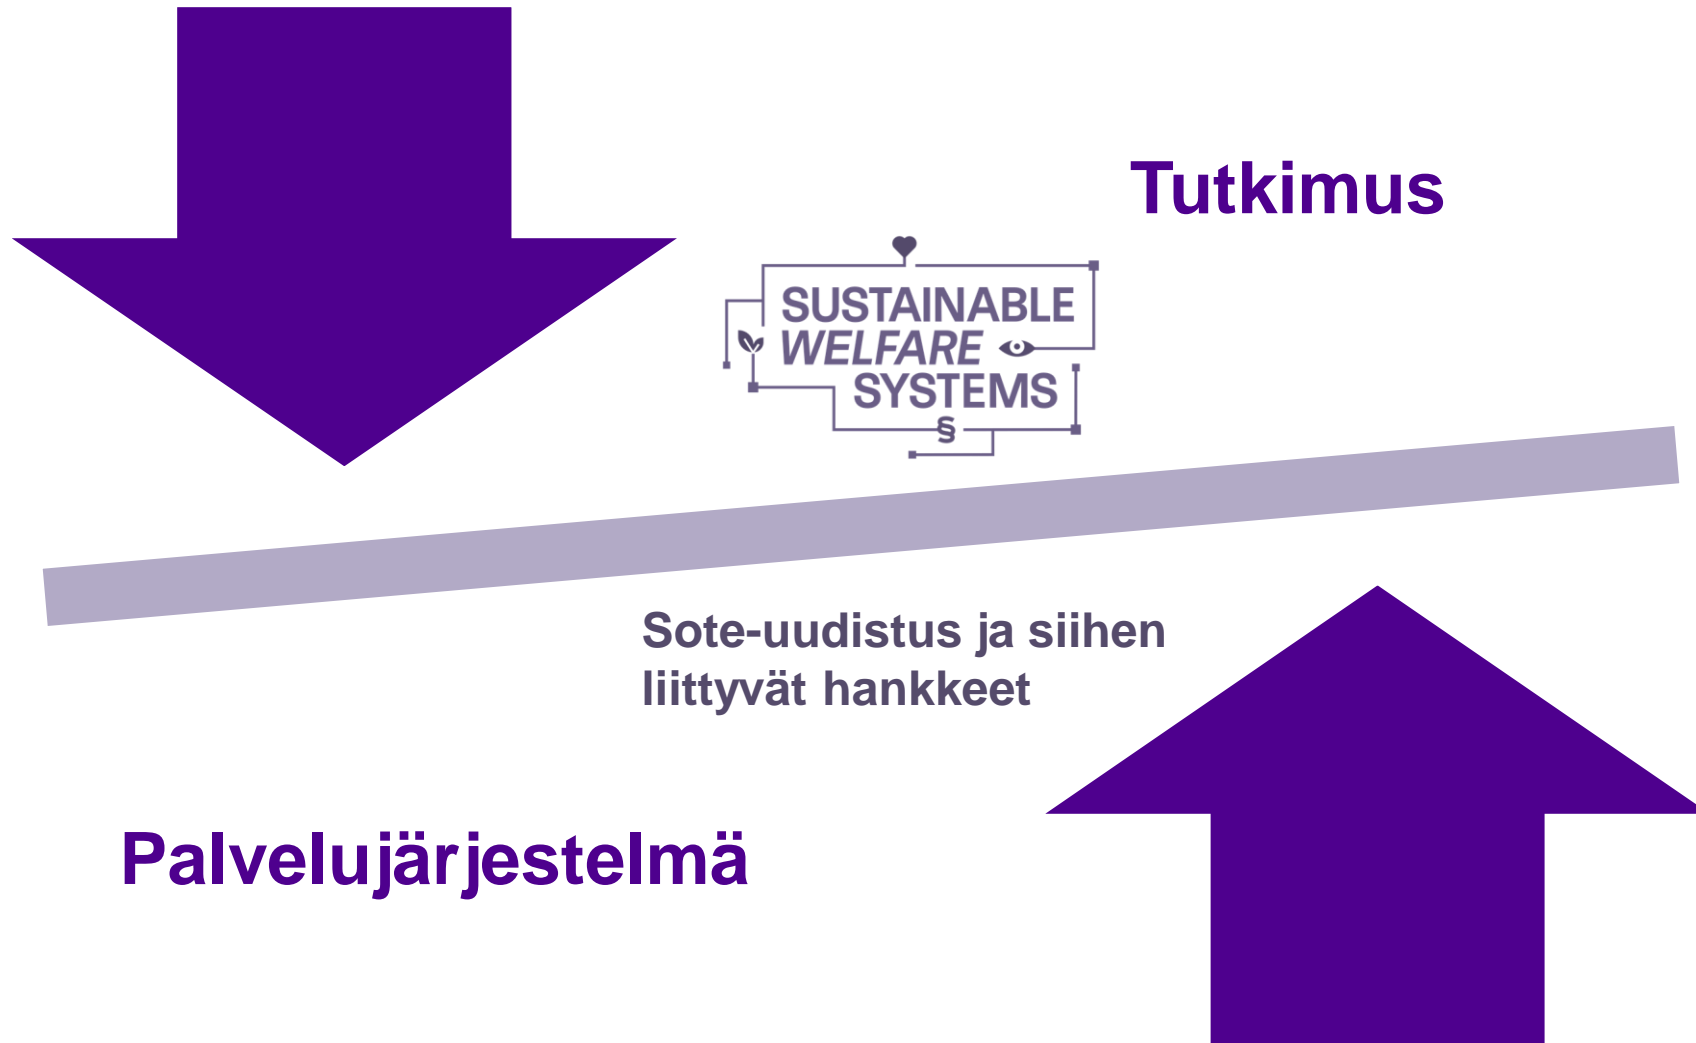 Tutkimus
SUSTAINABLE
WELFARE
SYSTEMS
§
Sote-uudistus ja siihen
liittyvät hankkeet
Palvelujärjestelmä